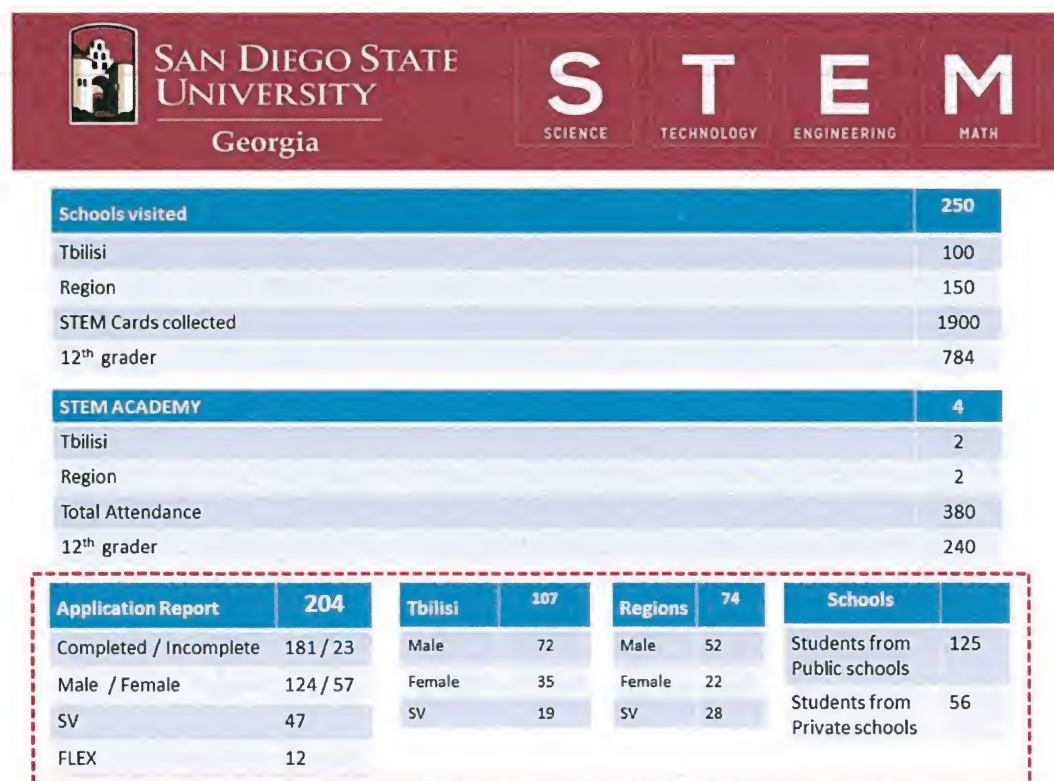 SAN DIEGO STATE
UNIVERSITY
Georgia
S T E M
SCIENCE TECHNOLOGY ENGINEERING MATH
Schools visited 250
Tbilisi 100
Region 150
STEM Cards collected 1900
12th grader 784
STEM ACADEMY 4
Tbilisi 2
Region 2
Total Attendance 380
12th grader 240
Application Report 204
Completed / Incomplete 181 / 23
Male / Female 124 / 57
SV 47
FLEX 12
Tbilisi 107
Male 72
Female 35
SV 19
Regions 74
Male 52
Female 22
SV 28
Schools
Students from 125
Public schools
Students from 56
Private schools